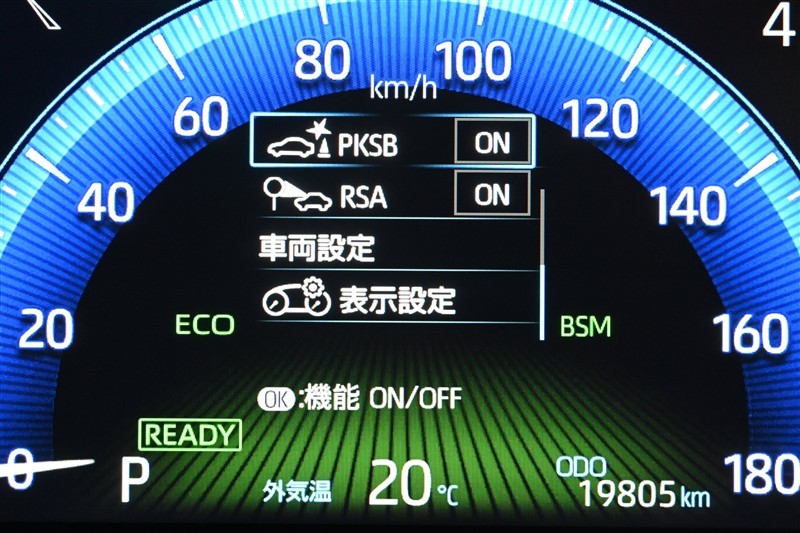 4
80 100
km/h
60 120
PKSB ON
40 RSA ON 140
車両設定
表示設定
20 ECO BSM 160
OK:機能 ON/OFF
READY
0 P 外気温 20℃ ODO 19805km 180